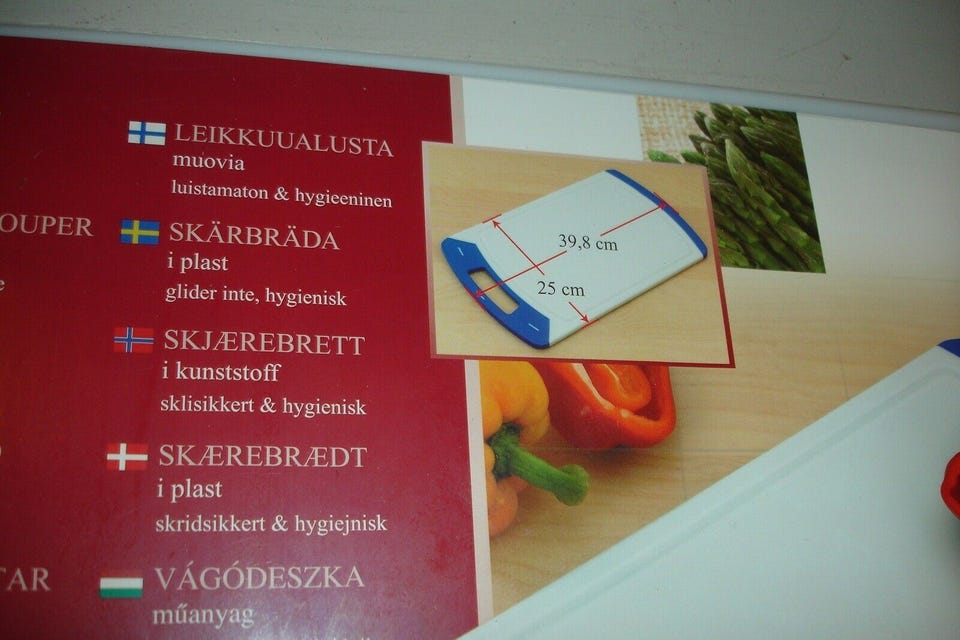 OUPER
TAR
LEIKKUUALUSTA
muovia
luistamaton & hygieeninen
SKÄRBRÄDA
i plast
glider inte, hygienisk
SKJÆREBRETT
i kunststoff
sklisikkert & hygienisk
SKÆREBRÆDT
i plast
skridsikkert & hygiejnisk
VÁGÓDESZKA
műanyag
39,8 cm
25 cm